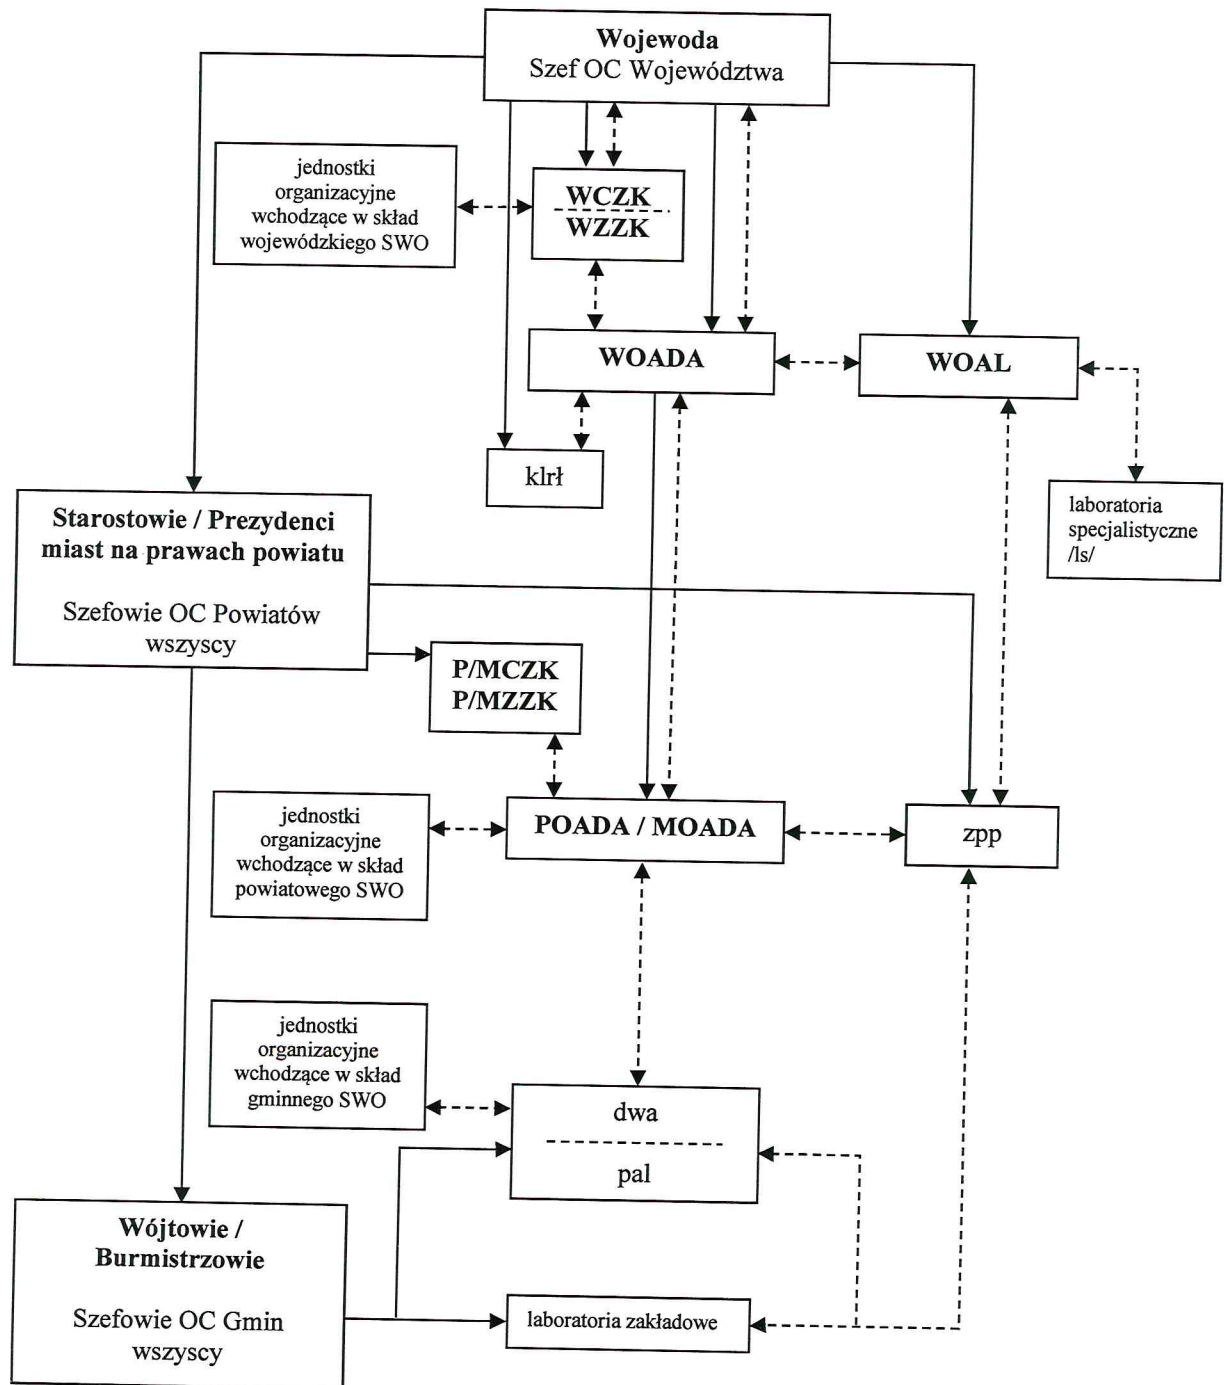 Wojewoda
Szef OC Województwa
jednostki
organizacyjne
wchodzące w skład
wojewódzkiego SWO
WCZK
WZZK
WOADA
WOAL
klrł
laboratoria
specjalistyczne
/ls/
Starostowie / Prezydenci
miast na prawach powiatu
Szefowie OC Powiatów
wszyscy
P/MCZK
P/MZZK
jednostki
organizacyjne
wchodzące w skład
powiatowego SWO
POADA / MOADA
zpp
jednostki
organizacyjne
wchodzące w skład
gminnego SWO
dwa
pal
Wójtowie /
Burmistrzowie
Szefowie OC Gmin
wszyscy
laboratoria zakładowe